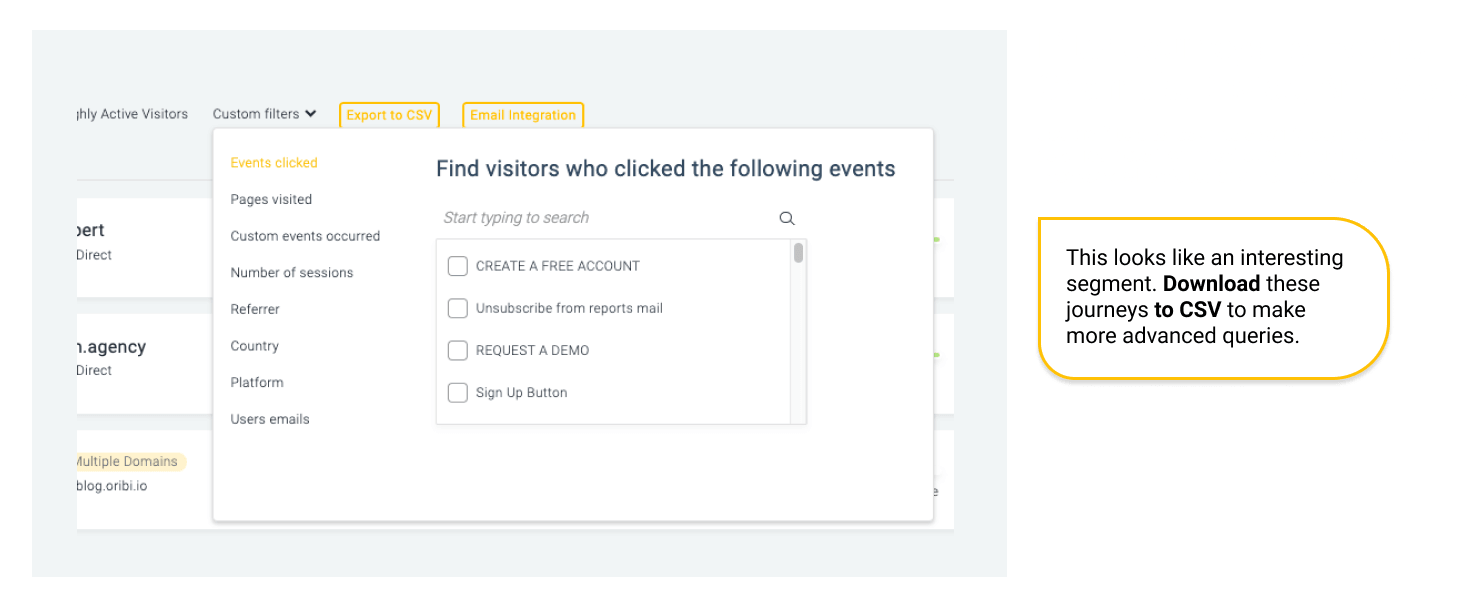 Active Visitors
Custom filters
Export to CSV
Email Integration
Events clicked
Pages visited
Custom events occurred
Number of sessions
Referrer
Country
Platform
Users emails
Find visitors who clicked the following events
Start typing to search
CREATE A FREE ACCOUNT
Unsubscribe from reports mail
REQUEST A DEMO
Sign Up Button
Direct
n.agency
Direct
Multiple Domains
blog.oribi.io
This looks like an interesting
segment. Download these
journeys to CSV to make
more advanced queries.